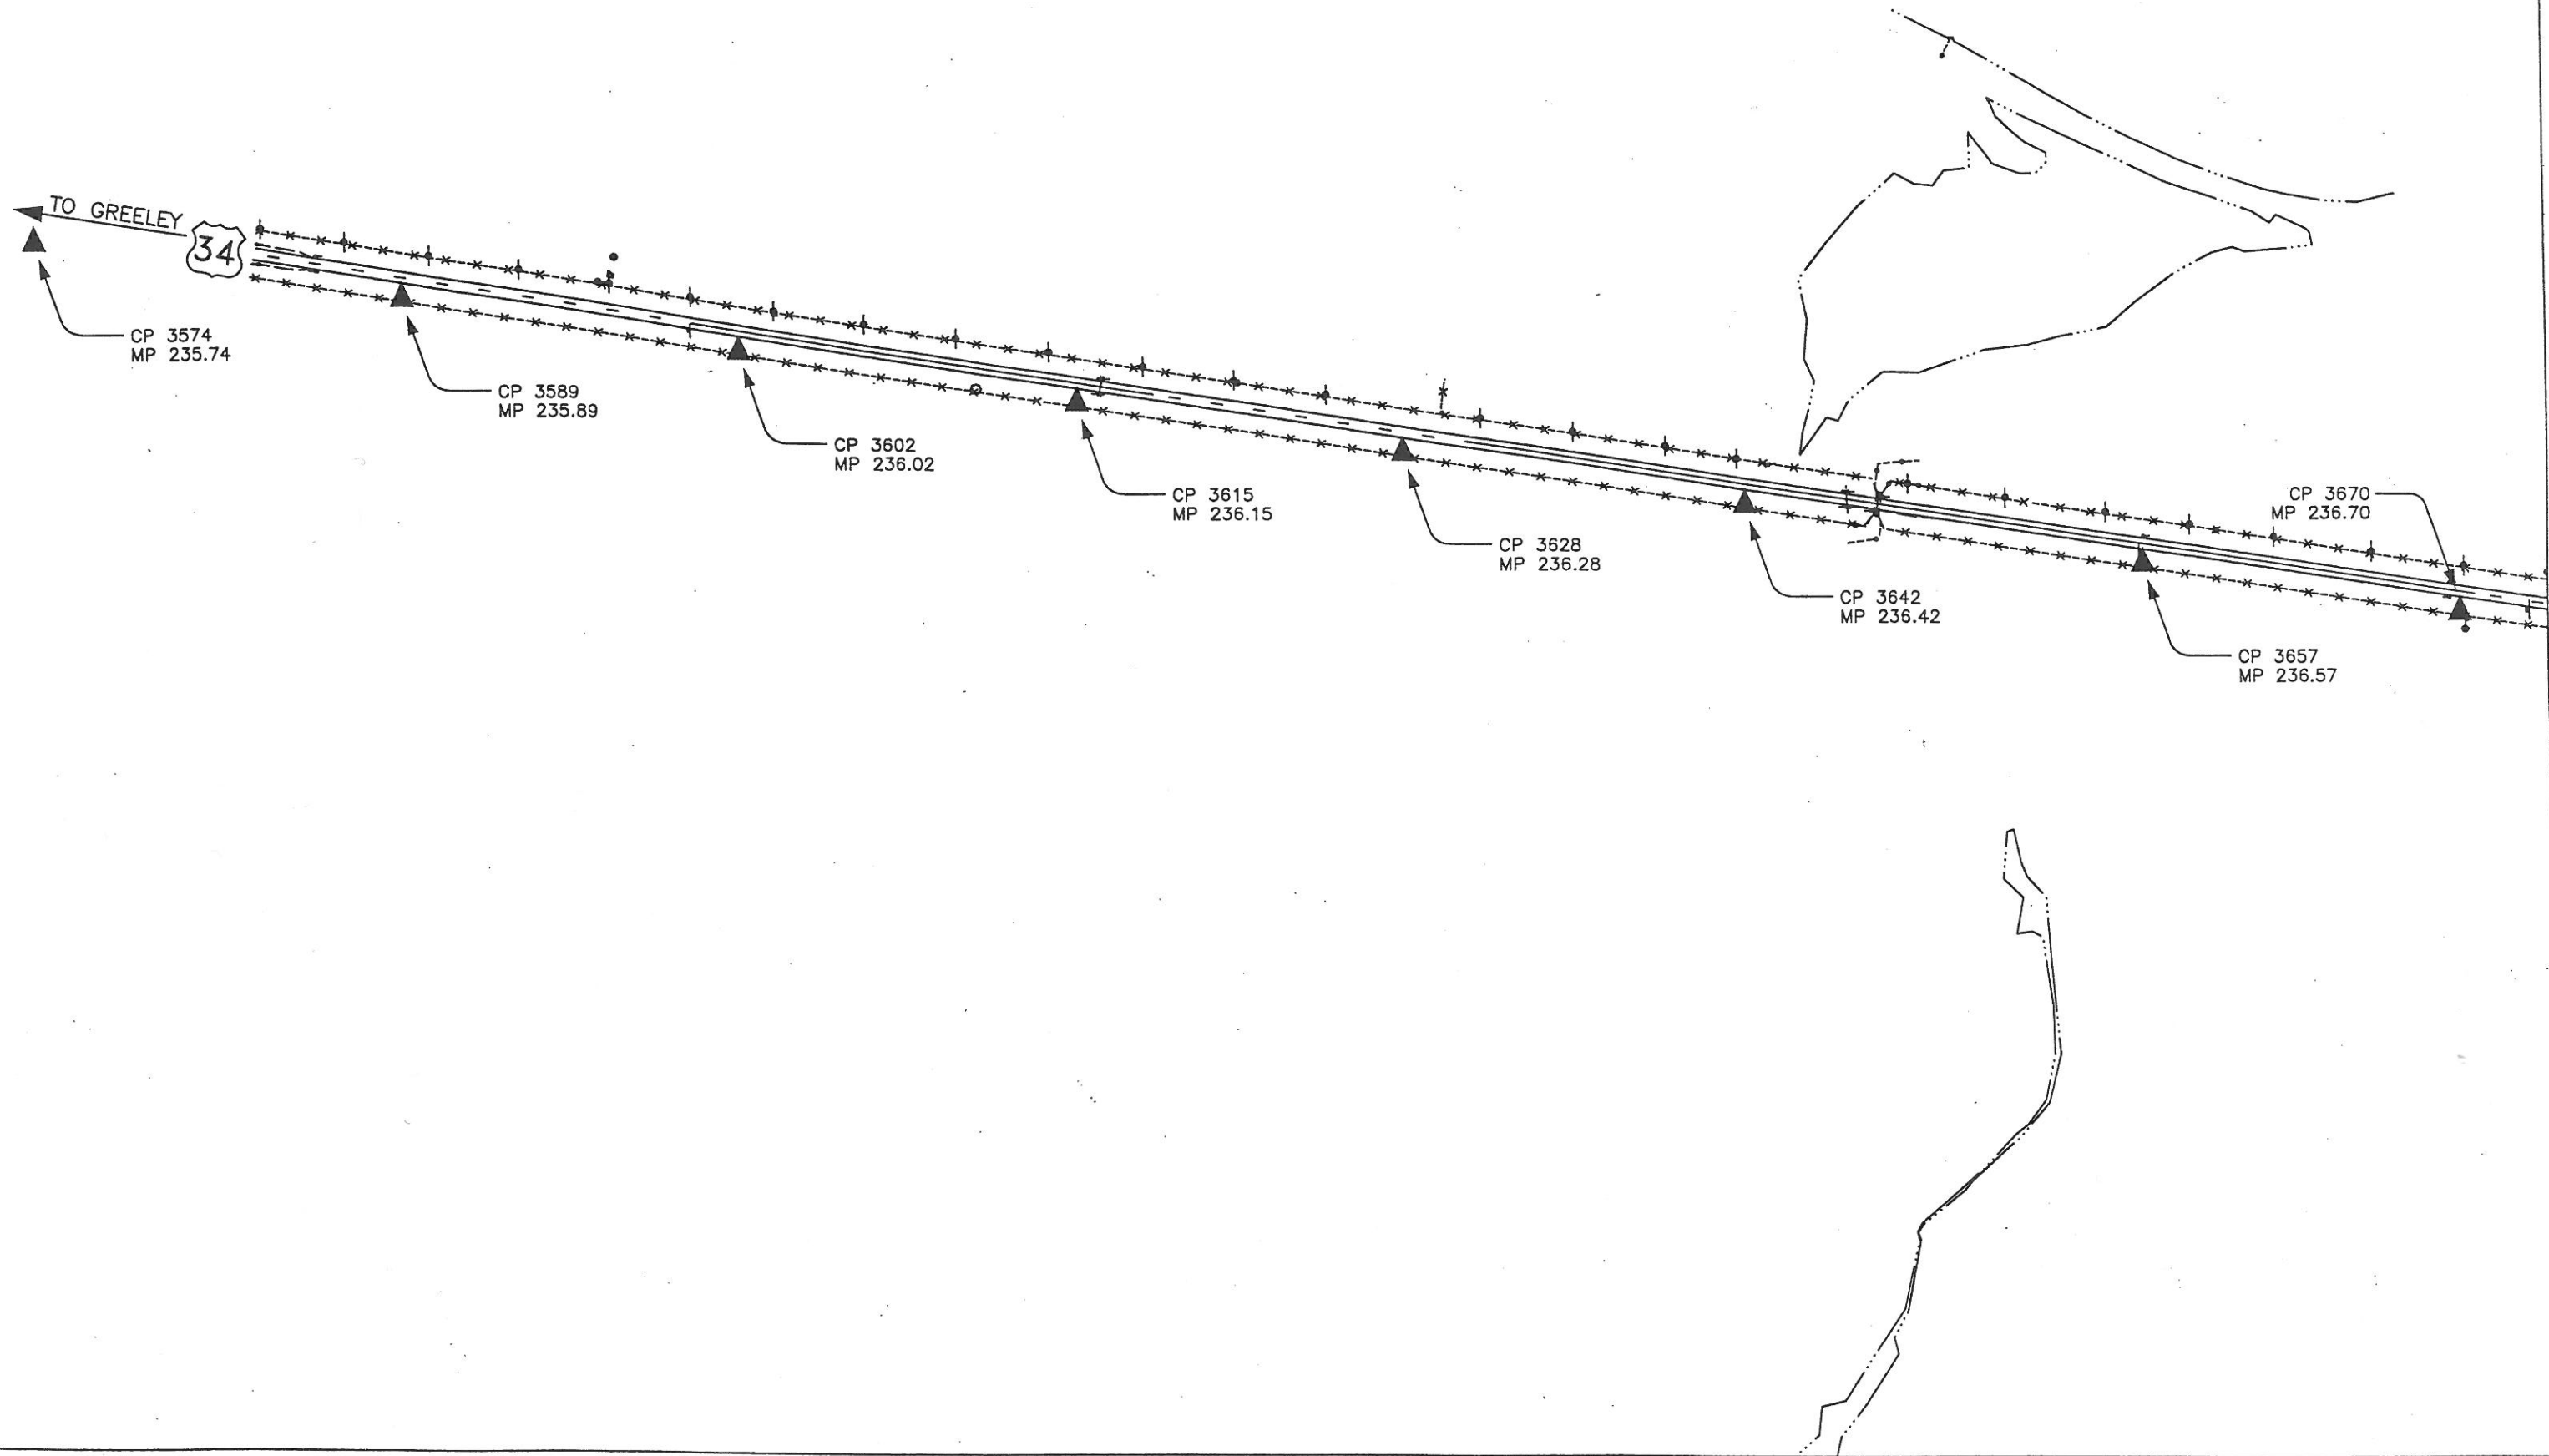 TO GREELEY
34
CP 3574
MP 235.74
CP 3589
MP 235.89
CP 3602
MP 236.02
CP 3615
MP 236.15
CP 3628
MP 236.28
CP 3642
MP 236.42
CP 3657
MP 236.57
CP 3670
MP 236.70